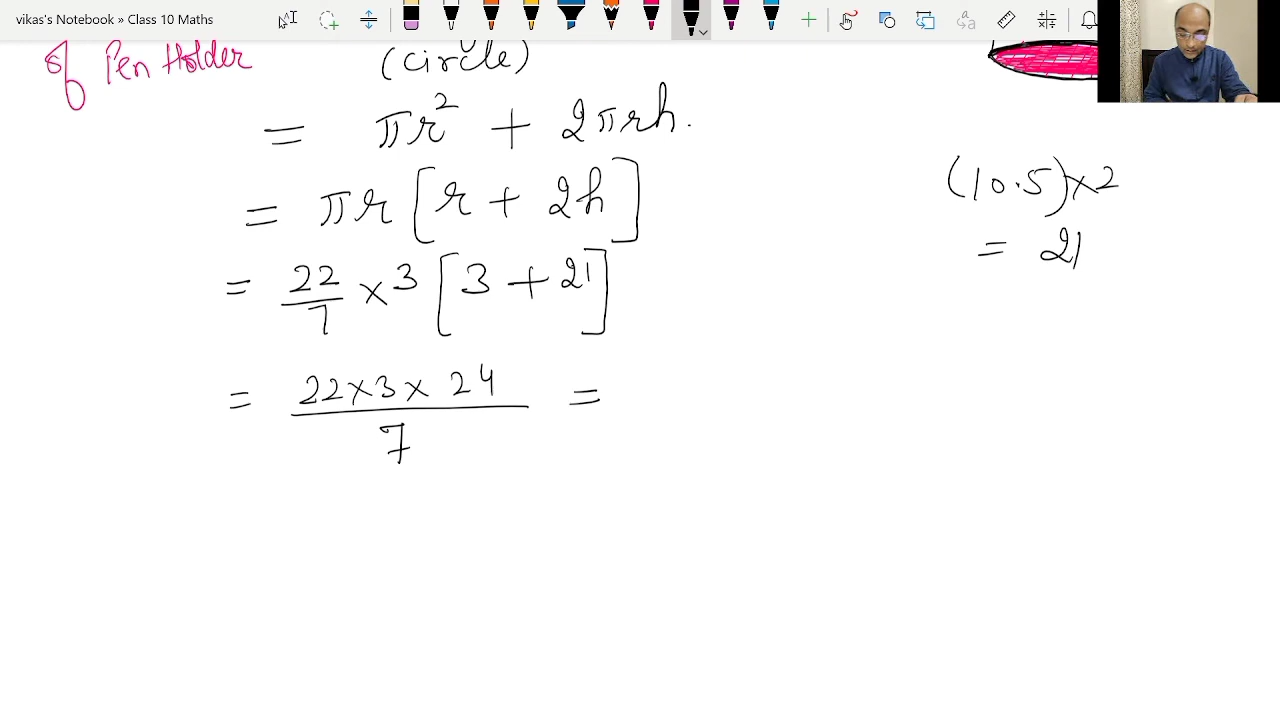 vikas's Notebook » Class 10 Maths
of Pen Holder (circle)
= πr² + 2πrh.
= πr [r + 2h]
(10.5)×2
= 21
= 22/7 ×3 [3 + 21]
= 22×3×24/7 =